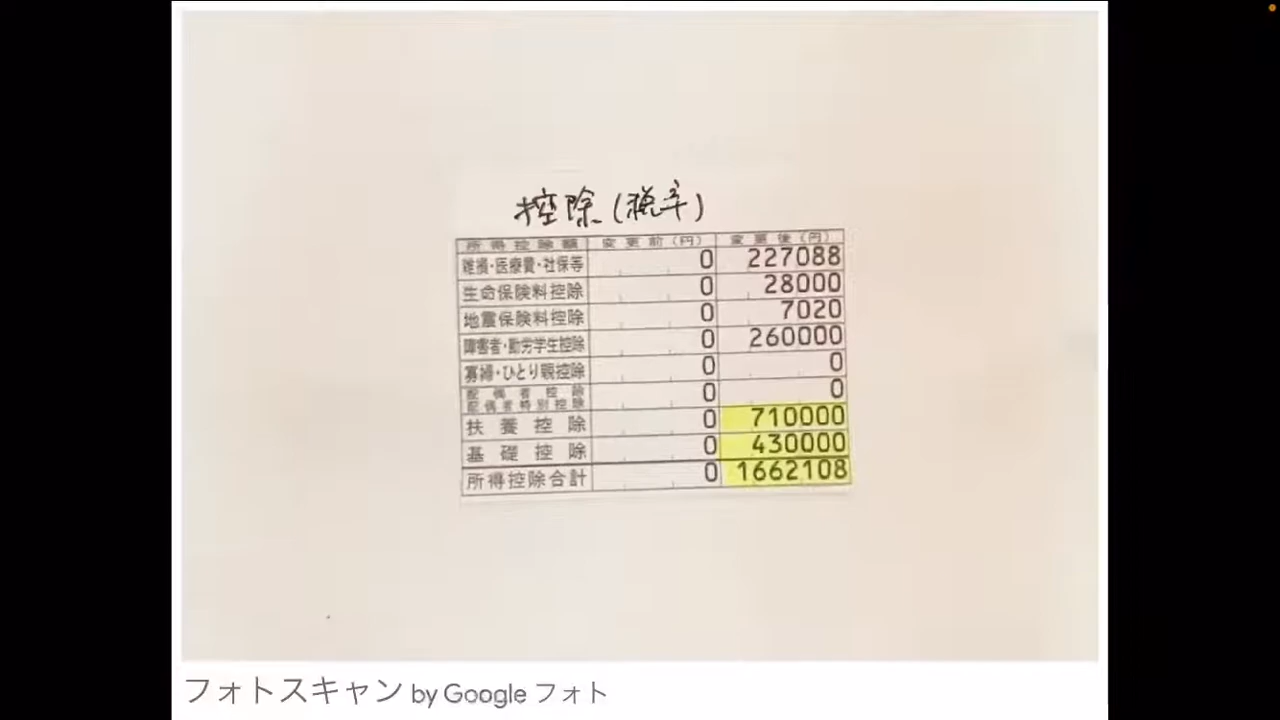 控除(税率)
所得控除額 変更前(円) 変更後(円)
雑損・医療費・社保等 0 227088
生命保険料控除 0 28000
地震保険料控除 0 7020
障害者・勤労学生控除 0 260000
寡婦・ひとり親控除 0 0
配偶者控除
配偶者特別控除 0 0
扶養控除 0 710000
基礎控除 0 430000
所得控除合計 0 1662108
フォトスキャン by Google フォト